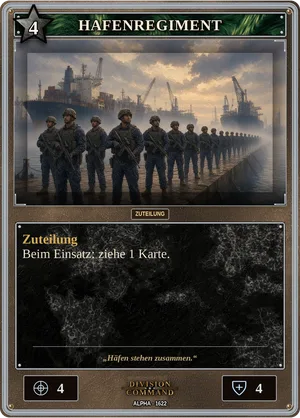 4
HAFENREGIMENT
ZUTEILUNG
Zuteilung
Beim Einsatz: ziehe 1 Karte.
„Häfen stehen zusammen.“
4
DIVISION
COMMAND
ALPHA - 1622
4